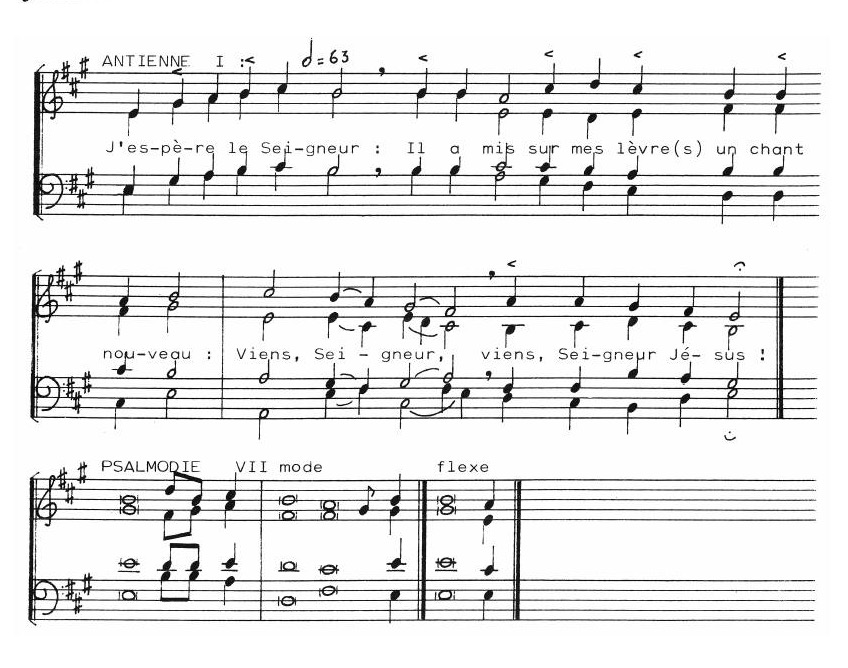 ANTIENNE I : 𝅗𝅥 = 63
J'es-pè-re le Sei-gneur : Il a mis sur mes lèvre(s) un chant
nou-veau : Viens, Sei - gneur, viens, Sei-gneur Jé- sus !
PSALMODIE VII mode flexe